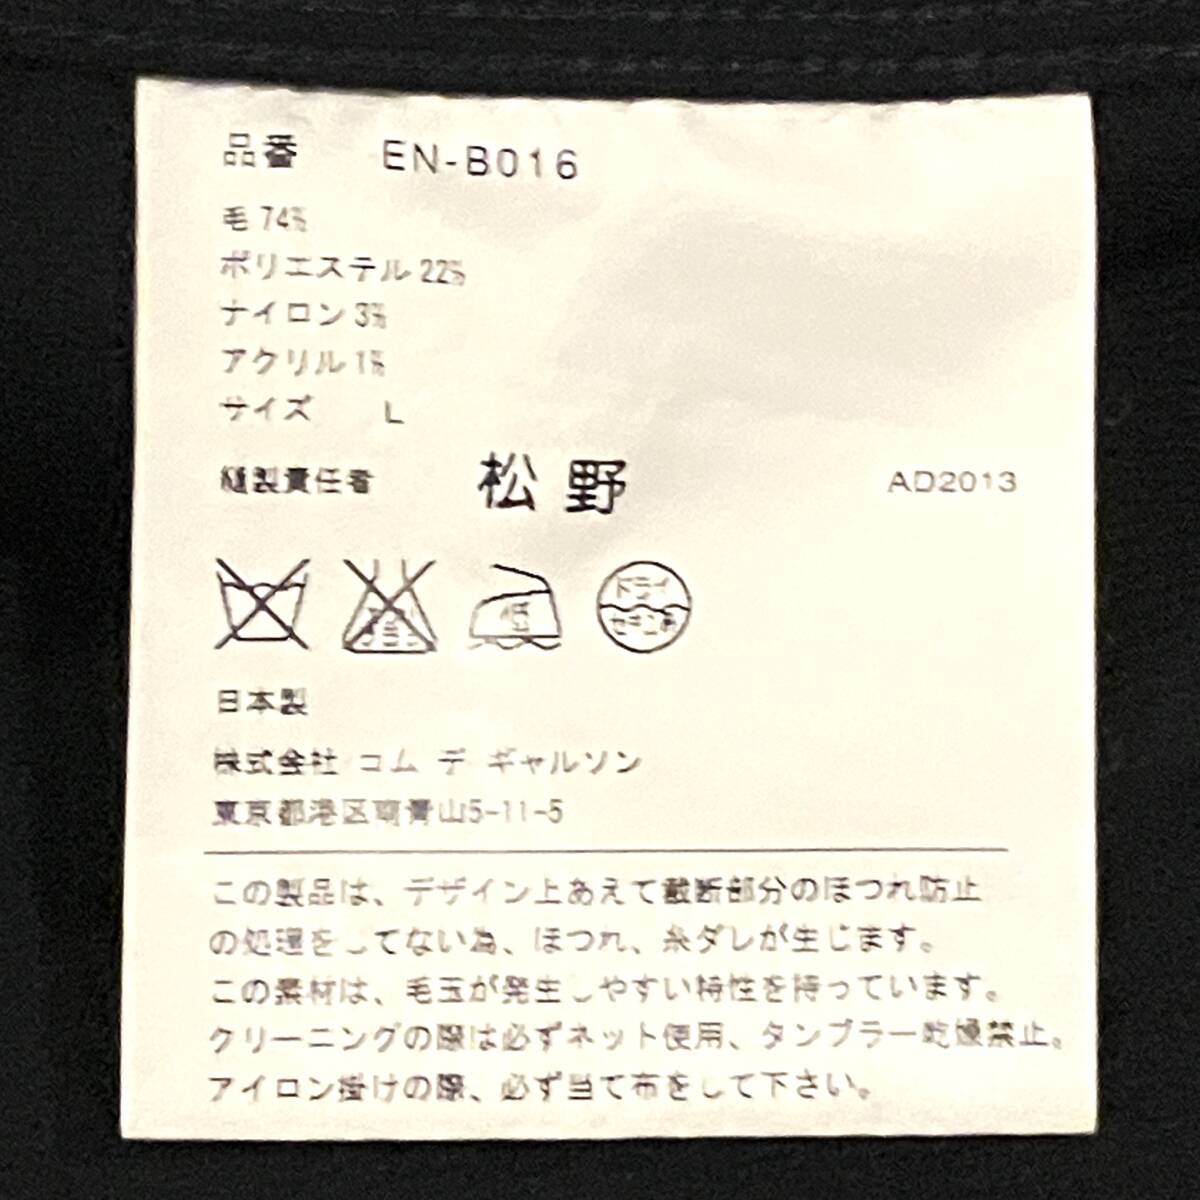 品番 EN-B016
毛 74%
ポリエステル 22%
ナイロン 3%
アクリル 1%
サイズ L
縫製責任者 松野 AD2013
低 ドライ
セキユ系
日本製
株式会社 コム デ ギャルソン
東京都港区南青山5-11-5
この製品は、デザイン上あえて裁断部分のほつれ防止
の処理をしてない為、ほつれ、糸ダレが生じます。
この素材は、毛玉が発生しやすい特性を持っています。
クリーニングの際は必ずネット使用、タンブラー乾燥禁止。
アイロン掛けの際、必ず当て布をして下さい。